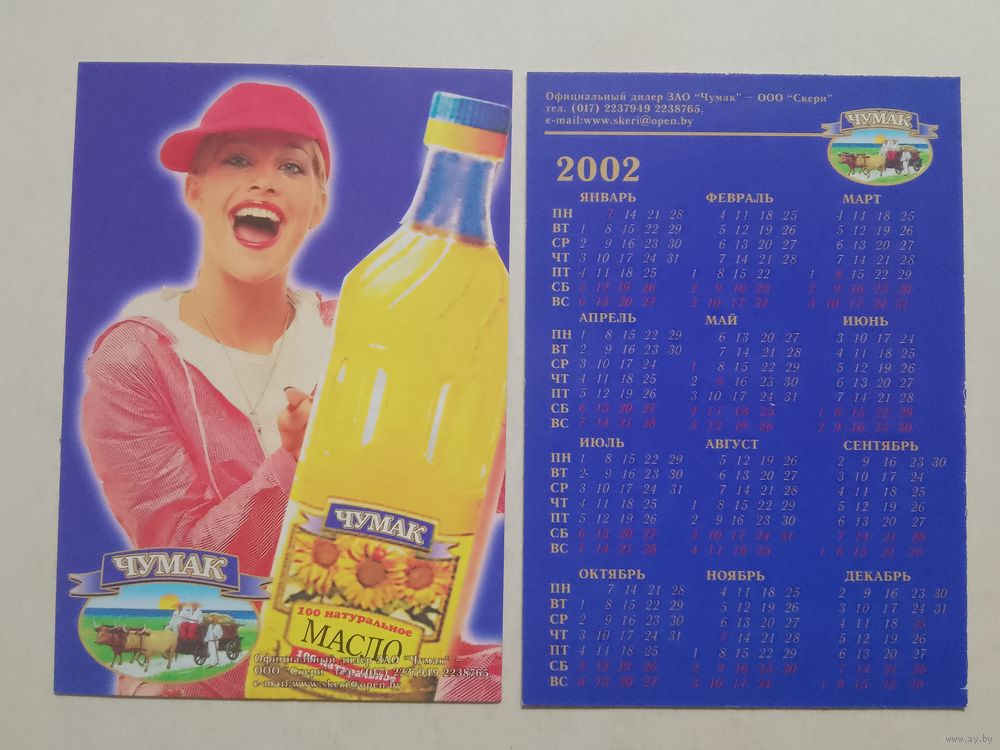 ЧУМАК
100 натуральное
МАСЛО
ЧУМАК
Официальный дилер ЗАО "Чумак" –
ООО "Скери" тел. (017) 2237949 2238765,
e-mail:www.skeri@open.by
Официальный дилер ЗАО "Чумак" – ООО "Скери"
тел. (017) 2237949 2238765,
e-mail:www.skeri@open.by
ЧУМАК
2002
ЯНВАРЬ ФЕВРАЛЬ МАРТ
ПН 7 14 21 28 4 11 18 25 4 11 18 25
ВТ 1 8 15 22 29 5 12 19 26 5 12 19 26
СР 2 9 16 23 30 6 13 20 27 6 13 20 27
ЧТ 3 10 17 24 31 7 14 21 28 7 14 21 28
ПТ 4 11 18 25 1 8 15 22 1 8 15 22 29
СБ 5 12 19 26 2 9 16 23 2 9 16 23 30
ВС 6 13 20 27 3 10 17 24 3 10 17 24 31
АПРЕЛЬ МАЙ ИЮНЬ
ПН 1 8 15 22 29 6 13 20 27 3 10 17 24
ВТ 2 9 16 23 30 7 14 21 28 4 11 18 25
СР 3 10 17 24 1 8 15 22 29 5 12 19 26
ЧТ 4 11 18 25 2 9 16 23 30 6 13 20 27
ПТ 5 12 19 26 3 10 17 24 31 7 14 21 28
СБ 6 13 20 27 4 11 18 25 1 8 15 22 29
ВС 7 14 21 28 5 12 19 26 2 9 16 23 30
ИЮЛЬ АВГУСТ СЕНТЯБРЬ
ПН 1 8 15 22 29 5 12 19 26 2 9 16 23 30
ВТ 2 9 16 23 30 6 13 20 27 3 10 17 24
СР 3 10 17 24 31 7 14 21 28 4 11 18 25
ЧТ 4 11 18 25 1 8 15 22 29 5 12 19 26
ПТ 5 12 19 26 2 9 16 23 30 6 13 20 27
СБ 6 13 20 27 3 10 17 24 31 7 14 21 28
ВС 7 14 21 28 4 11 18 25 1 8 15 22 29
ОКТЯБРЬ НОЯБРЬ ДЕКАБРЬ
ПН 7 14 21 28 4 11 18 25 2 9 16 23 30
ВТ 1 8 15 22 29 5 12 19 26 3 10 17 24 31
СР 2 9 16 23 30 6 13 20 27 4 11 18 25
ЧТ 3 10 17 24 31 7 14 21 28 5 12 19 26
ПТ 4 11 18 25 1 8 15 22 29 6 13 20 27
СБ 5 12 19 26 2 9 16 23 30 7 14 21 28
ВС 6 13 20 27 3 10 17 24 1 8 15 22 29
www.ay.by